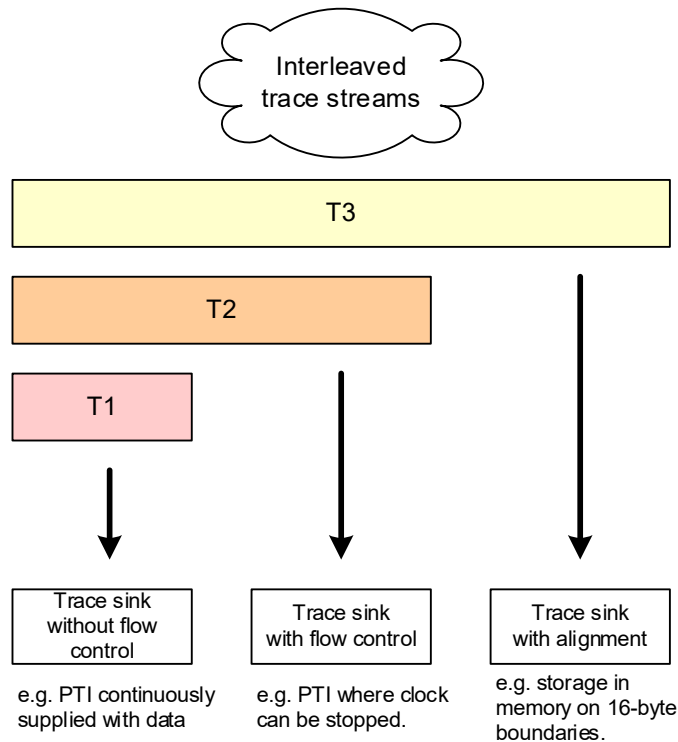 Interleaved
trace streams
T3
T2
T1
Trace sink
without flow
control
Trace sink
with flow control
Trace sink
with alignment
e.g. PTI continuously
supplied with data
e.g. PTI where clock
can be stopped.
e.g. storage in
memory on 16-byte
boundaries.